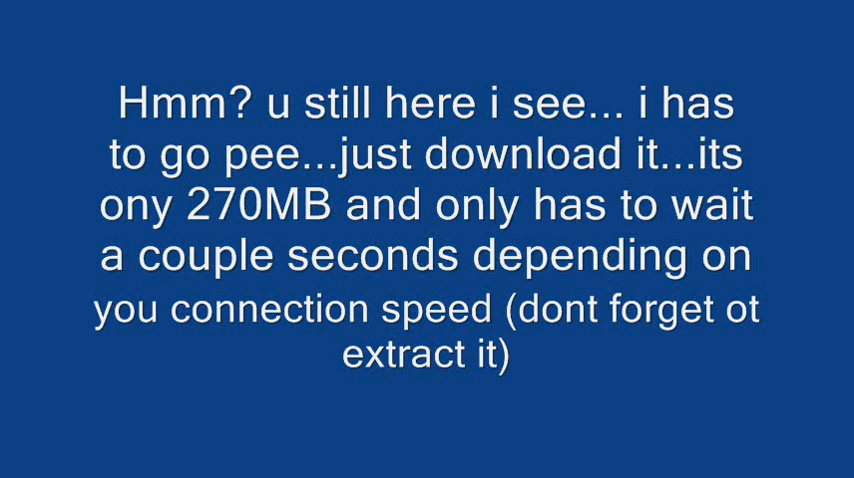 Hmm? u still here i see... i has
to go pee...just download it...its
ony 270MB and only has to wait
a couple seconds depending on
you connection speed (dont forget ot
extract it)